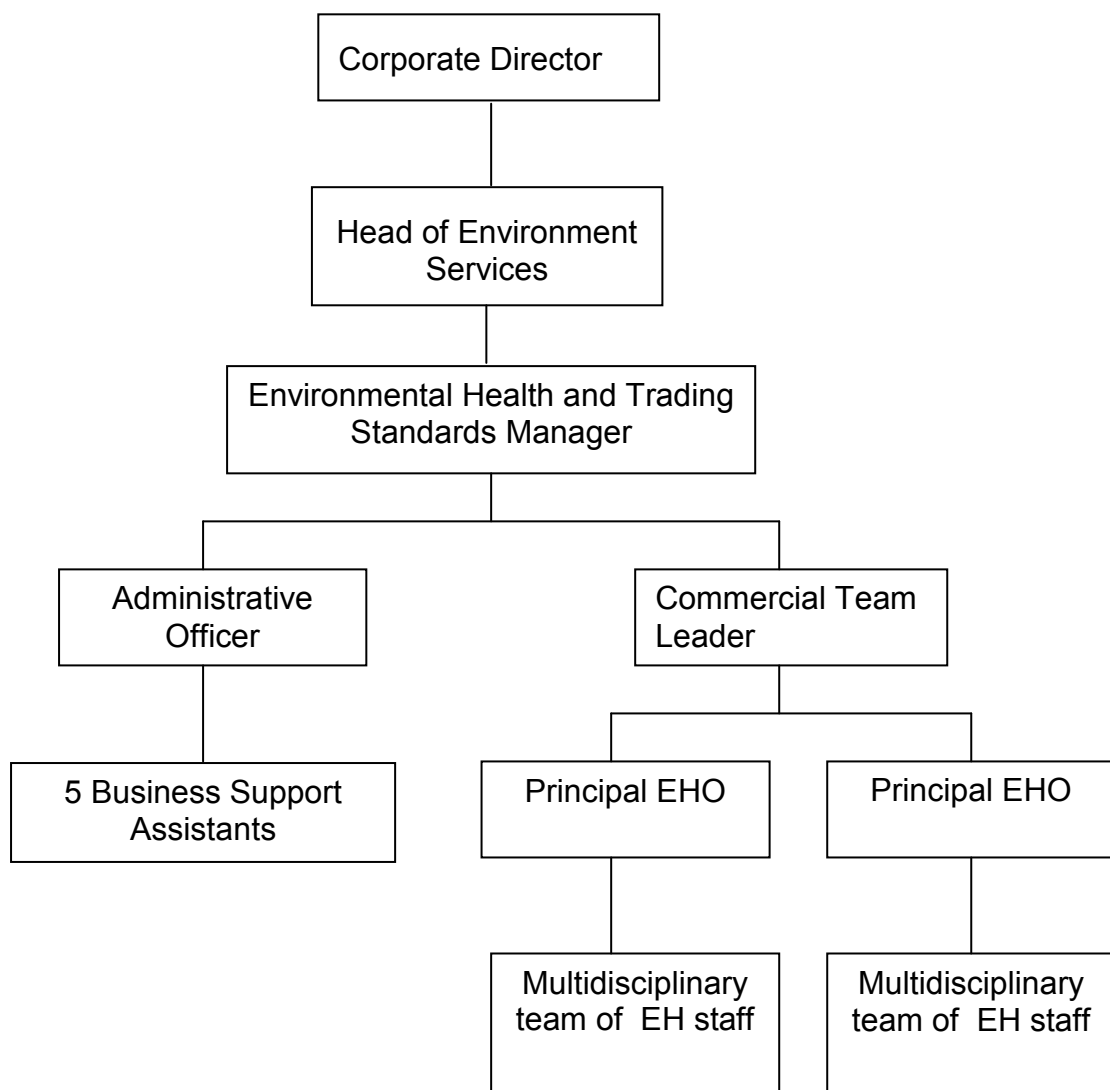 Corporate Director
Head of Environment
Services
Environmental Health and Trading
Standards Manager
Administrative
Officer
Commercial Team
Leader
5 Business Support
Assistants
Principal EHO
Principal EHO
Multidisciplinary
team of EH staff
Multidisciplinary
team of EH staff